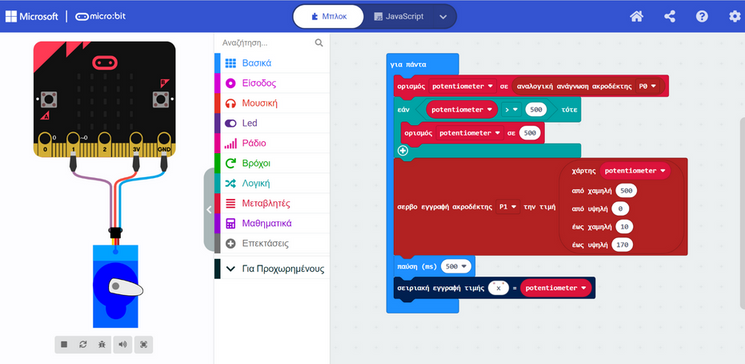 Microsoft micro:bit Μπλοκ JavaScript
Αναζήτηση...
Βασικά
Είσοδος
Μουσική
Led
Ράδιο
Βρόχοι
Λογική
Μεταβλητές
Μαθηματικά
Επεκτάσεις
Για Προχωρημένους
0 1 2 3V GND
για πάντα
ορισμός potentiometer σε αναλογική ανάγνωση ακροδέκτης P0
εάν potentiometer > 500 τότε
ορισμός potentiometer σε 500
χάρτης potentiometer
από χαμηλή 500
σερβο εγγραφή ακροδέκτης P1 την τιμή από υψηλή 0
έως χαμηλή 10
έως υψηλή 170
παύση (ms) 500
σειριακή εγγραφή τιμής "x" = potentiometer